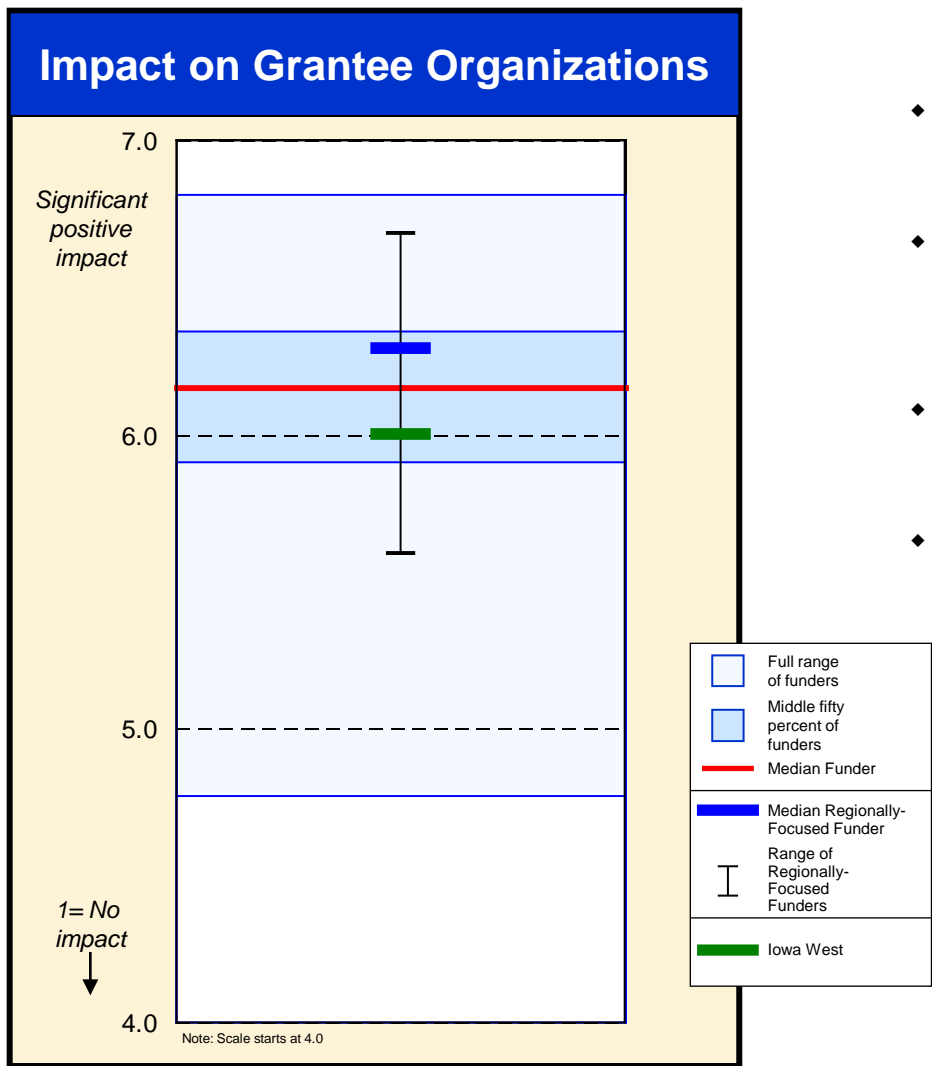 Impact on Grantee Organizations
7.0
Significant
positive
impact
6.0
5.0
1= No
impact
4.0
Note: Scale starts at 4.0
Full range
of funders
Middle fifty
percent of
funders
Median Funder
Median Regionally-
Focused Funder
Range of
Regionally-
Focused
Funders
Iowa West